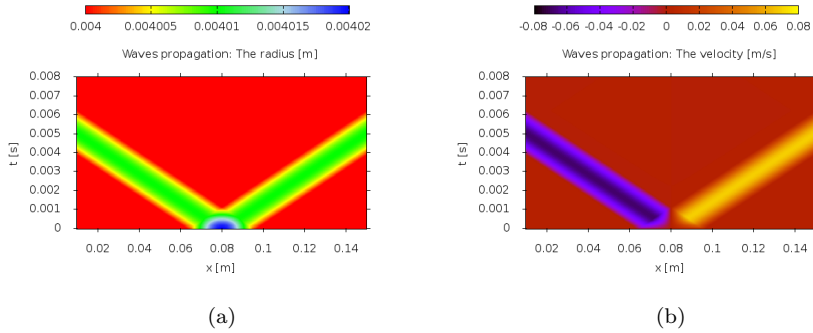 0.004 0.004005 0.00401 0.004015 0.00402
Waves propagation: The radius [m]
0.008
0.007
0.006
0.005
0.004
0.003
0.002
0.001
0
t [s]
0.02 0.04 0.06 0.08 0.1 0.12 0.14
x [m]
(a)
-0.08 -0.06 -0.04 -0.02 0 0.02 0.04 0.06 0.08
Waves propagation: The velocity [m/s]
0.008
0.007
0.006
0.005
0.004
0.003
0.002
0.001
0
t [s]
0.02 0.04 0.06 0.08 0.1 0.12 0.14
x [m]
(b)